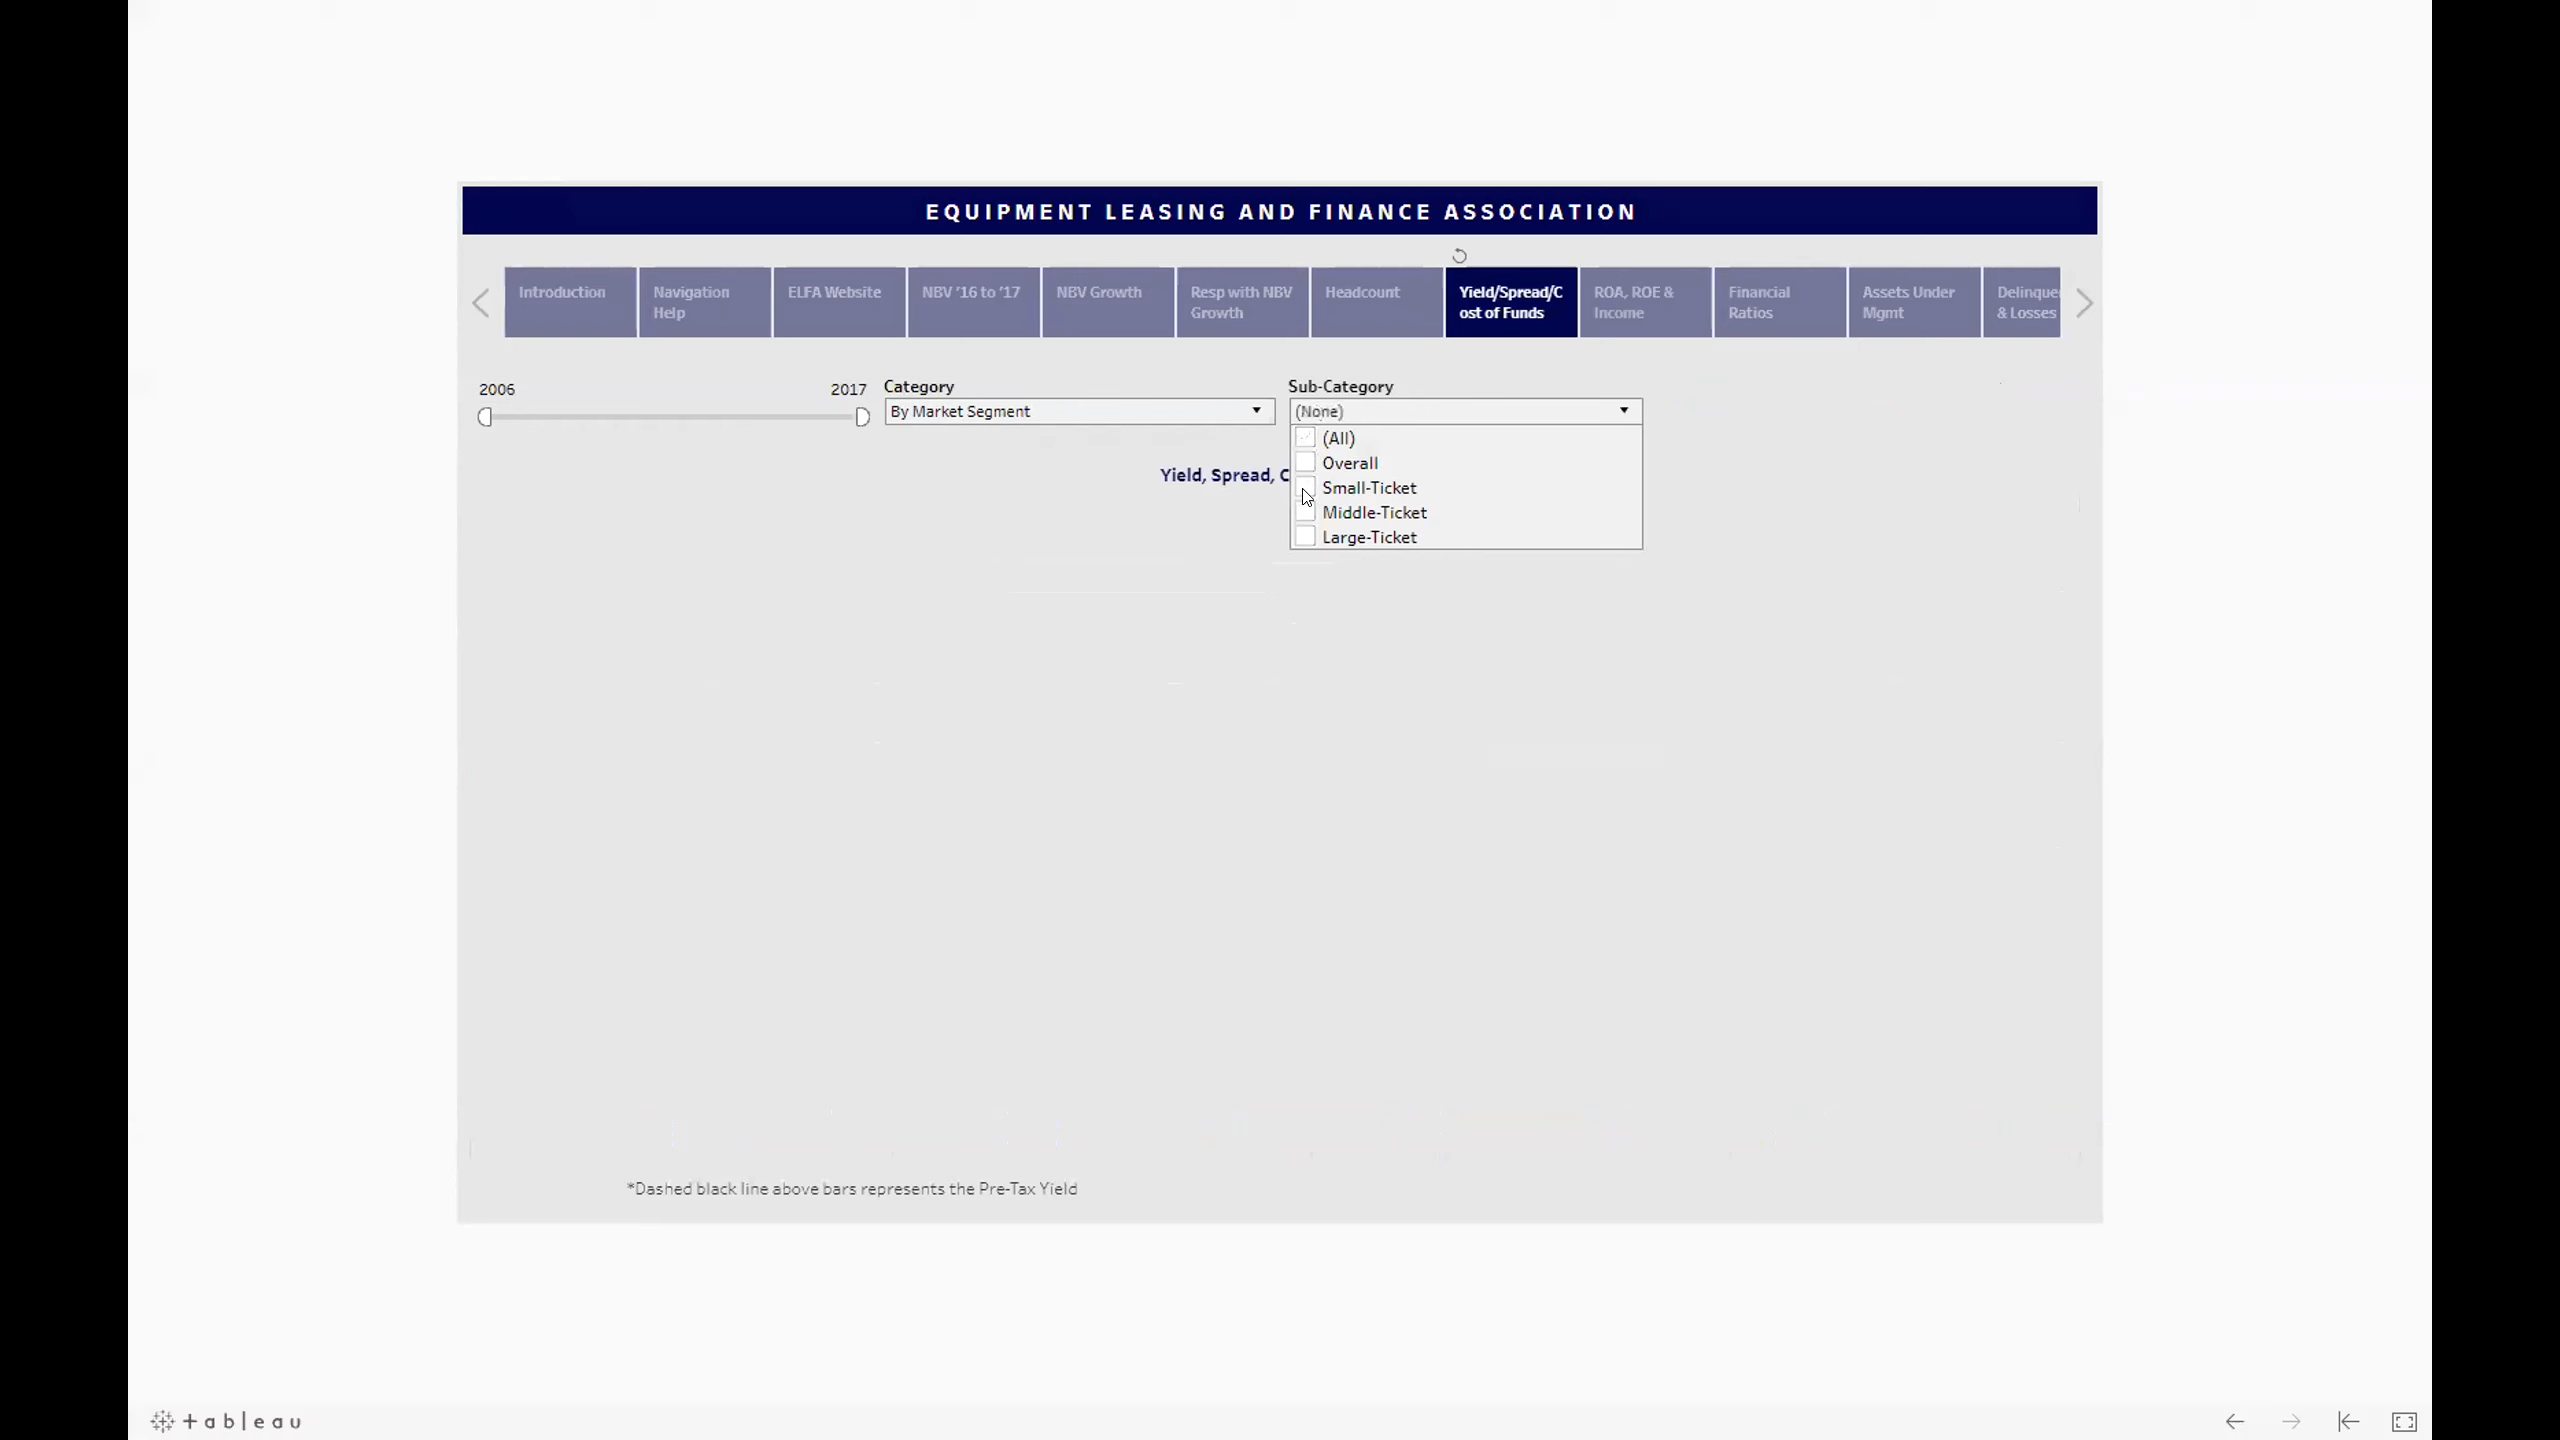 EQUIPMENT LEASING AND FINANCE ASSOCIATION
Introduction
Navigation
Help
ELFA Website
NBV '16 to '17
NBV Growth
Resp with NBV
Growth
Headcount
Yield/Spread/C
ost of Funds
ROA, ROE &
Income
Financial
Ratios
Assets Under
Mgmt
Delinque
& Losses
2006
2017
Category
By Market Segment
Sub-Category
(None)
(All)
Overall
Small-Ticket
Middle-Ticket
Large-Ticket
Yield, Spread, C
*Dashed black line above bars represents the Pre-Tax Yield
+ableau